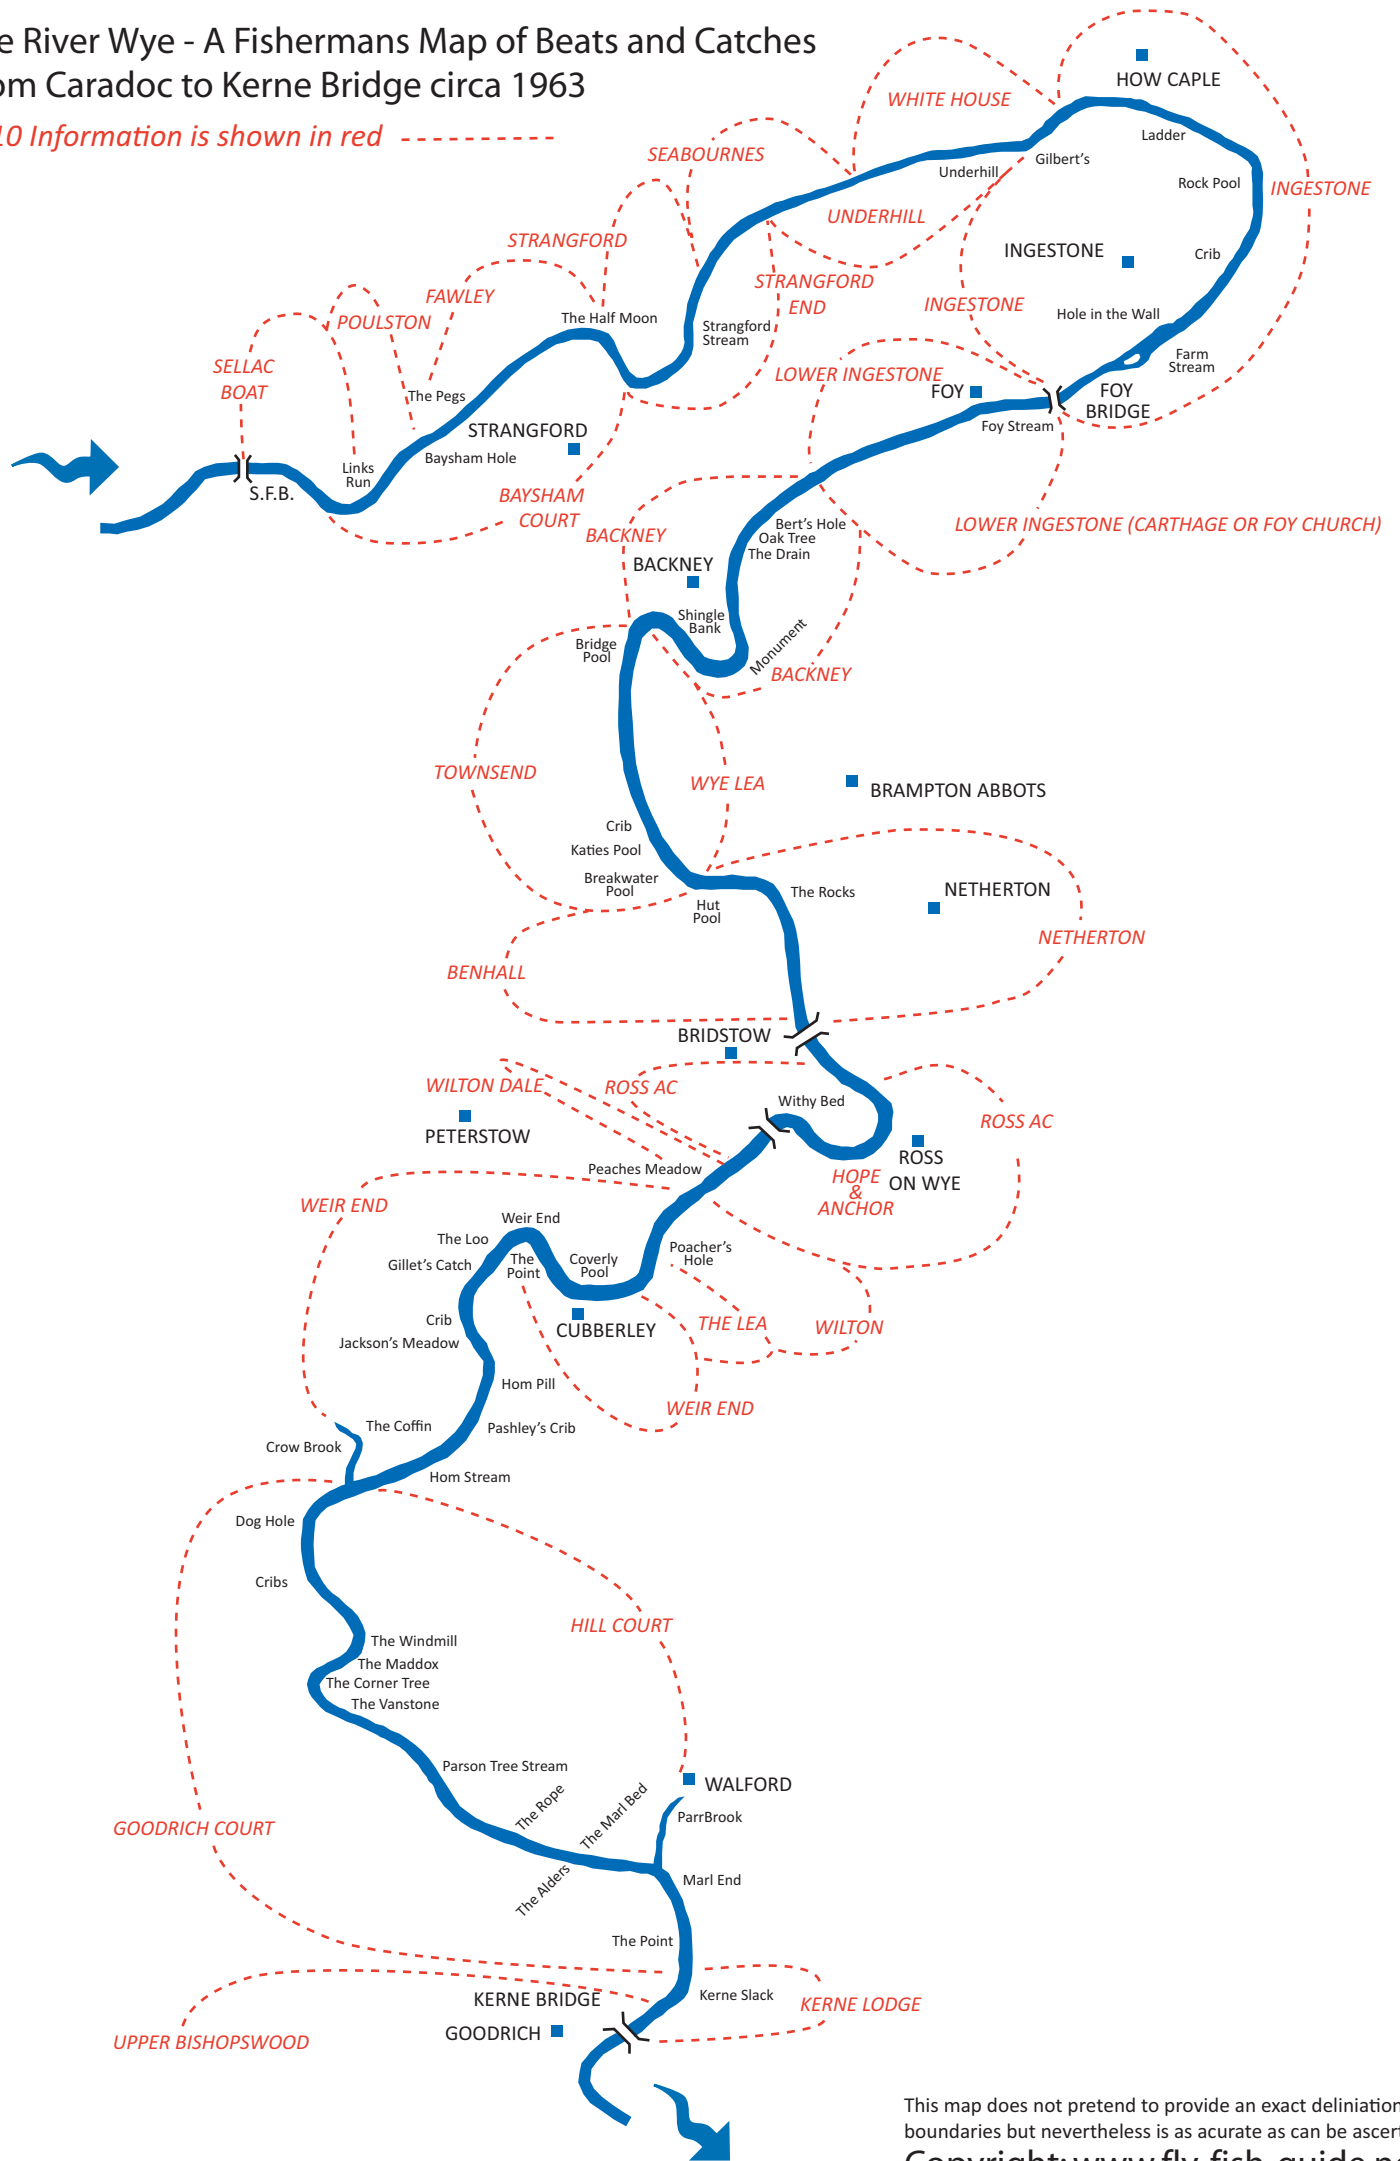 e River Wye - A Fishermans Map of Beats and Catches
om Caradoc to Kerne Bridge circa 1963
10 Information is shown in red
HOW CAPLE
WHITE HOUSE
Ladder
SEABOURNES
Gilbert's
Underhill
Rock Pool
INGESTONE
UNDERHILL
STRANGFORD
INGESTONE
Crib
STRANGFORD
END
FAWLEY
INGESTONE
Hole in the Wall
POULSTON
The Half Moon
Strangford
Stream
Farm
Stream
SELLAC
BOAT
LOWER INGESTONE
FOY
FOY
BRIDGE
The Pegs
STRANGFORD
Foy Stream
Baysham Hole
Links
Run
S.F.B.
BAYSHAM
COURT
BACKNEY
Bert's Hole
Oak Tree
The Drain
LOWER INGESTONE (CARTHAGE OR FOY CHURCH)
BACKNEY
Shingle
Bank
Bridge
Pool
Monument
BACKNEY
TOWNSEND
WYE LEA
BRAMPTON ABBOTS
Crib
Katies Pool
Breakwater
Pool
The Rocks
NETHERTON
Hut
Pool
NETHERTON
BENHALL
BRIDSTOW
WILTON DALE
ROSS AC
Withy Bed
ROSS AC
PETERSTOW
ROSS
ON WYE
Peaches Meadow
HOPE
&
ANCHOR
WEIR END
Weir End
The Loo
Gillet's Catch
The
Point
Coverly
Pool
Poacher's
Hole
Crib
CUBBERLEY
THE LEA
WILTON
Jackson's Meadow
Hom Pill
WEIR END
The Coffin
Pashley's Crib
Crow Brook
Hom Stream
Dog Hole
Cribs
HILL COURT
The Windmill
The Maddox
The Corner Tree
The Vanstone
Parson Tree Stream
WALFORD
The Rope
The Marl Bed
ParrBrook
GOODRICH COURT
The Alders
Marl End
The Point
Kerne Slack
KERNE BRIDGE
KERNE LODGE
GOODRICH
UPPER BISHOPSWOOD
This map does not pretend to provide an exact deliniation
boundaries but nevertheless is as acurate as can be ascert
Copyright: www.fly-fish-guide.n